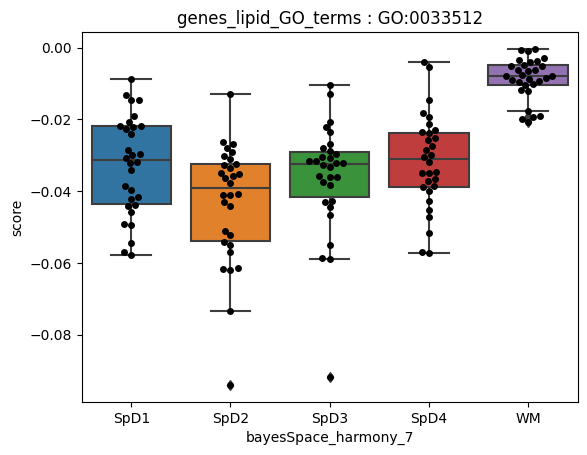 genes_lipid_GO_terms : GO:0033512
0.00
−0.02
−0.04
−0.06
−0.08
score
SpD1 SpD2 SpD3 SpD4 WM
bayesSpace_harmony_7